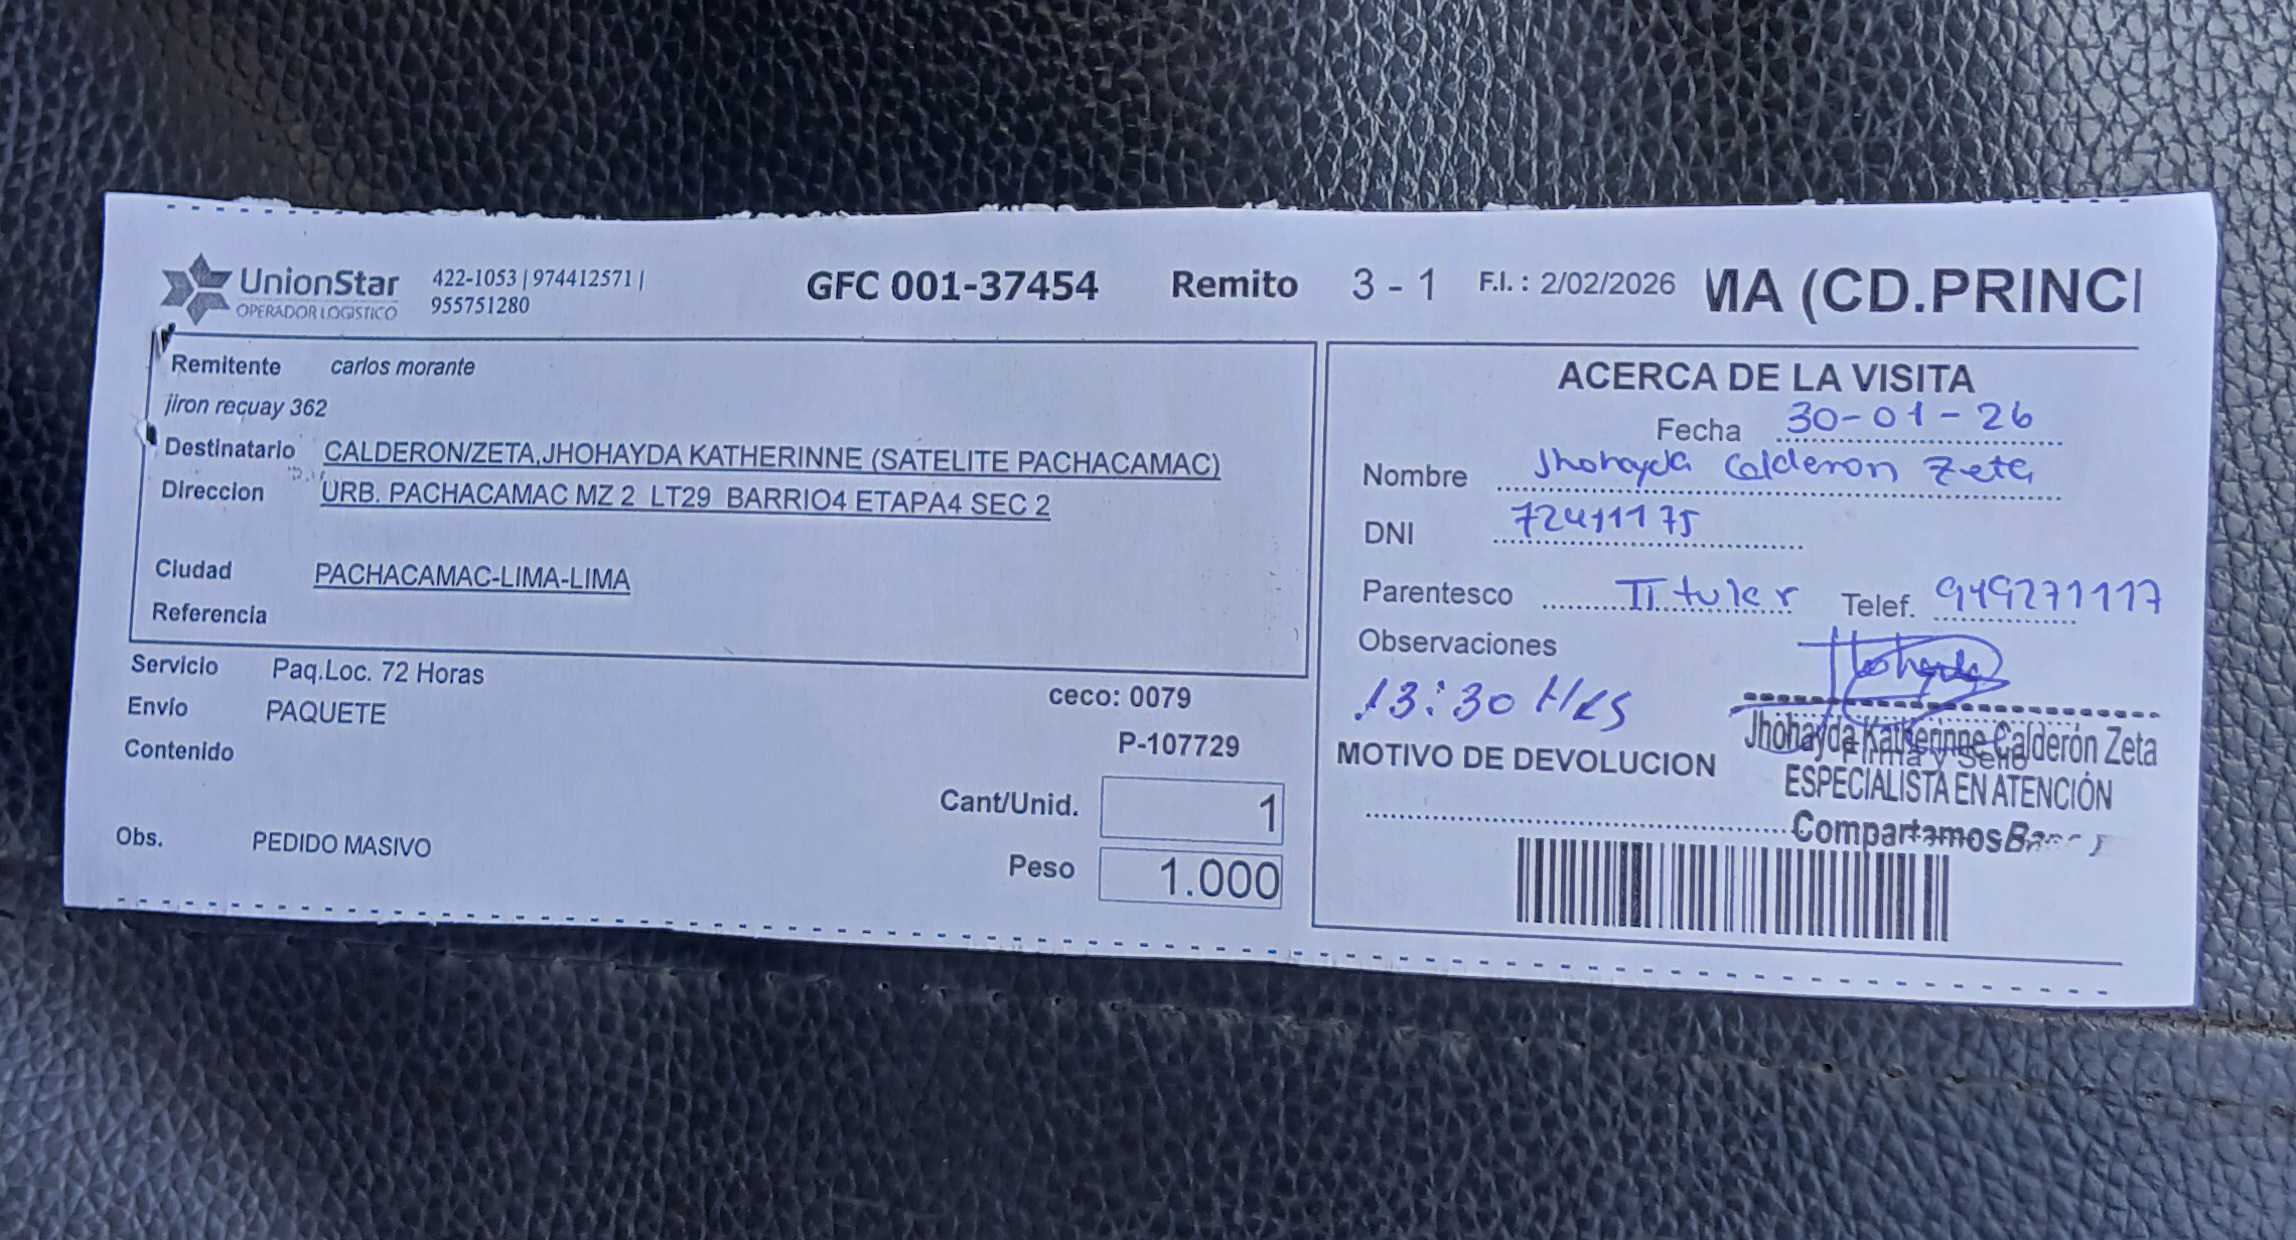 UnionStar
OPERADOR LOGISTICO
422-1053 | 974412571 |
955751280
GFC 001-37454 Remito 3 - 1 F.I. : 2/02/2026 MA (CD.PRINCI
Remitente carlos morante
jiron recuay 362
Destinatario CALDERON/ZETA,JHOHAYDA KATHERINNE (SATELITE PACHACAMAC)
Direccion URB. PACHACAMAC MZ 2 LT29 BARRIO4 ETAPA4 SEC 2
Ciudad PACHACAMAC-LIMA-LIMA
Referencia
Servicio Paq.Loc. 72 Horas
Envío PAQUETE
Contenido
ceco: 0079
P-107729
Cant/Unid. 1
Peso 1.000
Obs. PEDIDO MASIVO
ACERCA DE LA VISITA
Fecha 30-01-26
Nombre Jhohayda Calderon Zeta
DNI 72411175
Parentesco Titular Telef. 949271117
Observaciones
13:30 Hrs
Jhohayda Katherinne Calderón Zeta
Firma y Sello
MOTIVO DE DEVOLUCION
ESPECIALISTA EN ATENCIÓN
Compartamos